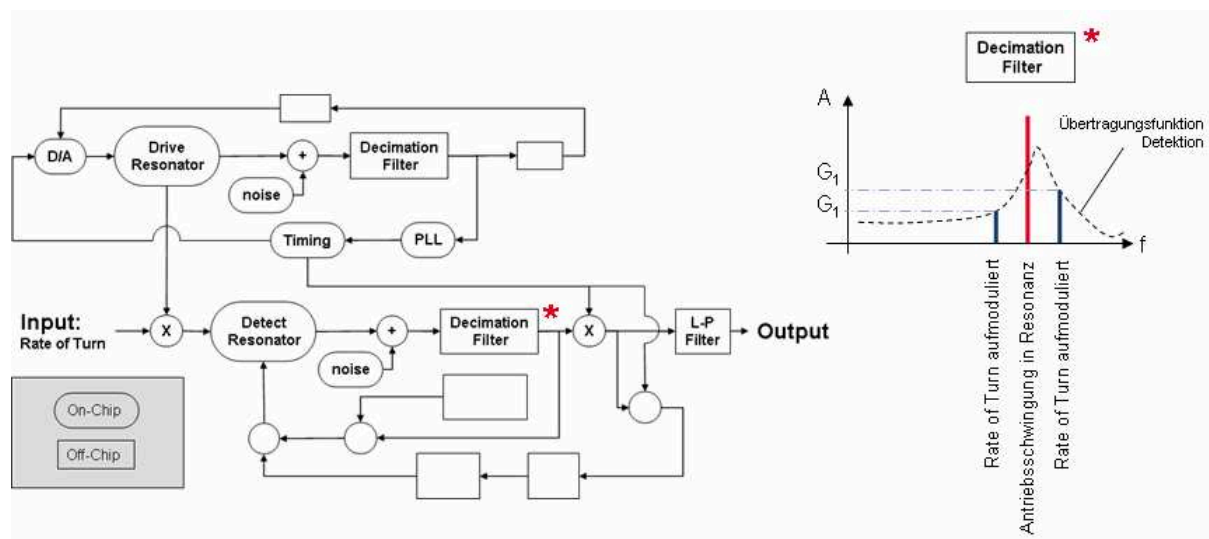 D/A
Drive
Resonator
+
noise
Decimation
Filter
Timing
PLL
Input:
Rate of Turn
X
Detect
Resonator
+
noise
Decimation
Filter
*
X
L-P
Filter
Output
On-Chip
Off-Chip
Decimation
Filter
*
A
Übertragungsfunktion
Detektion
G1
G1
f
Rate of Turn aufmoduliert
Antriebsschwingung in Resonanz
Rate of Turn aufmoduliert